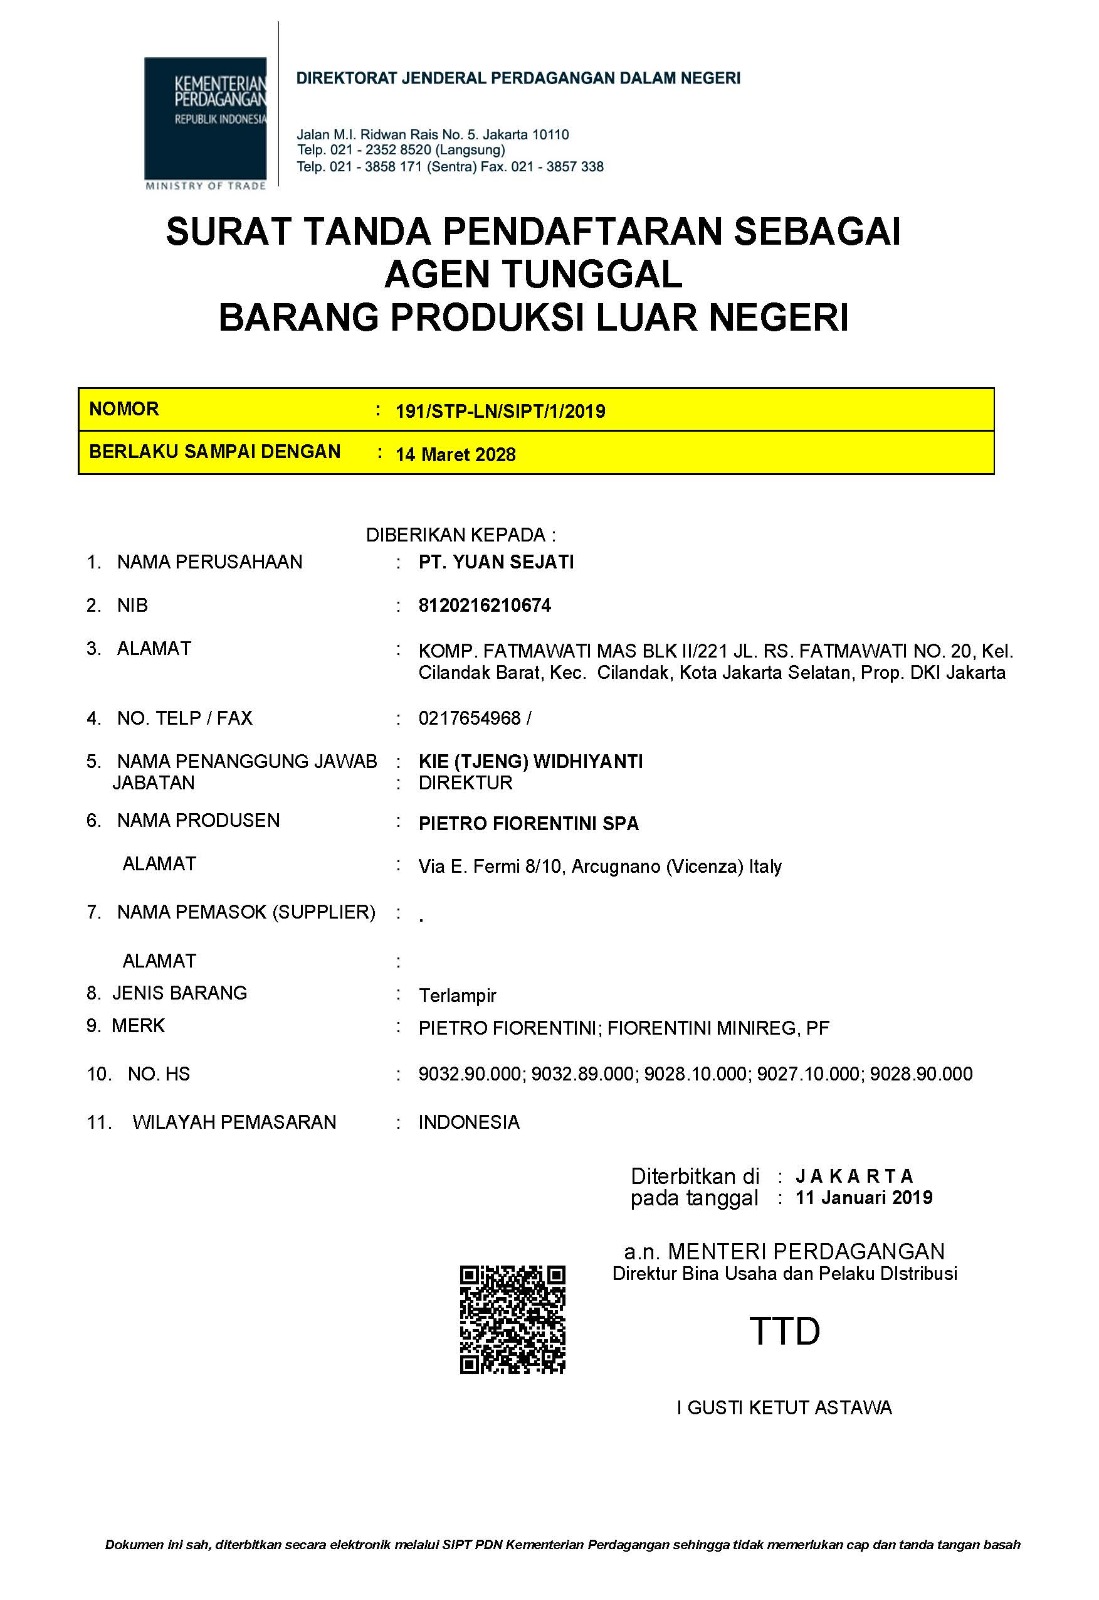 KEMENTERIAN
PERDAGANGAN
REPUBLIK INDONESIA
MINISTRY OF TRADE
DIREKTORAT JENDERAL PERDAGANGAN DALAM NEGERI
Jalan M.I. Ridwan Rais No. 5. Jakarta 10110
Telp. 021 - 2352 8520 (Langsung)
Telp. 021 - 3858 171 (Sentra) Fax. 021 - 3857 338
SURAT TANDA PENDAFTARAN SEBAGAI
AGEN TUNGGAL
BARANG PRODUKSI LUAR NEGERI
NOMOR : 191/STP-LN/SIPT/1/2019
BERLAKU SAMPAI DENGAN : 14 Maret 2028
DIBERIKAN KEPADA :
1. NAMA PERUSAHAAN : PT. YUAN SEJATI
2. NIB : 8120216210674
3. ALAMAT : KOMP. FATMAWATI MAS BLK II/221 JL. RS. FATMAWATI NO. 20, Kel.
Cilandak Barat, Kec. Cilandak, Kota Jakarta Selatan, Prop. DKI Jakarta
4. NO. TELP / FAX : 0217654968 /
5. NAMA PENANGGUNG JAWAB : KIE (TJENG) WIDHIYANTI
JABATAN : DIREKTUR
6. NAMA PRODUSEN : PIETRO FIORENTINI SPA
ALAMAT : Via E. Fermi 8/10, Arcugnano (Vicenza) Italy
7. NAMA PEMASOK (SUPPLIER) : .
ALAMAT :
8. JENIS BARANG : Terlampir
9. MERK : PIETRO FIORENTINI; FIORENTINI MINIREG, PF
10. NO. HS : 9032.90.000; 9032.89.000; 9028.10.000; 9027.10.000; 9028.90.000
11. WILAYAH PEMASARAN : INDONESIA
Diterbitkan di : J A K A R T A
pada tanggal : 11 Januari 2019
a.n. MENTERI PERDAGANGAN
Direktur Bina Usaha dan Pelaku DIstribusi
TTD
I GUSTI KETUT ASTAWA
Dokumen ini sah, diterbitkan secara elektronik melalui SIPT PDN Kementerian Perdagangan sehingga tidak memerlukan cap dan tanda tangan basah